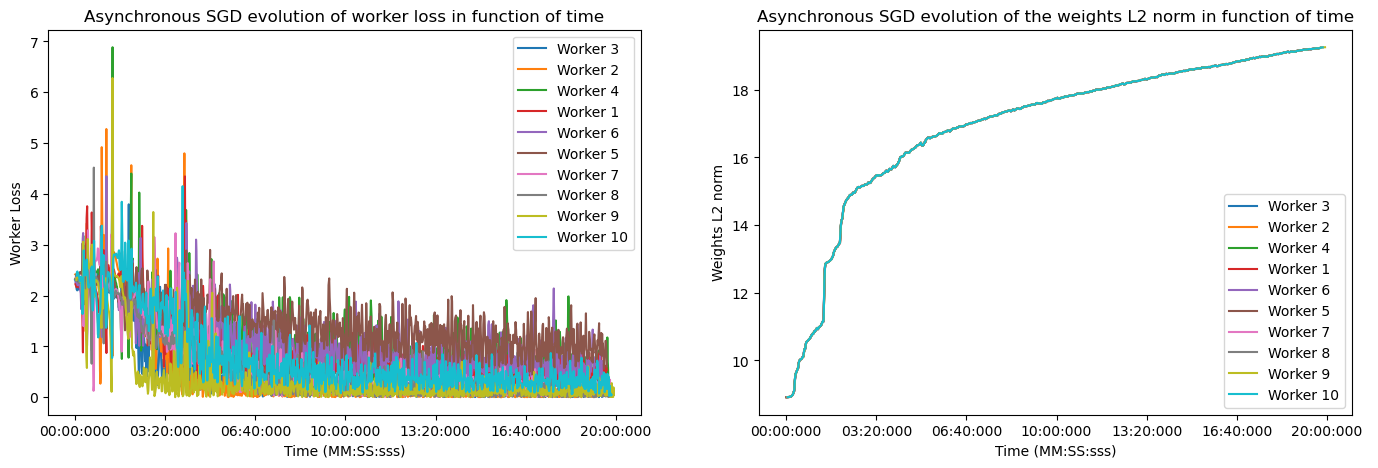 Asynchronous SGD evolution of worker loss in function of time
7
6
5
4
3
2
1
0
Worker Loss
Worker 3
Worker 2
Worker 4
Worker 1
Worker 6
Worker 5
Worker 7
Worker 8
Worker 9
Worker 10
00:00:000 03:20:000 06:40:000 10:00:000 13:20:000 16:40:000 20:00:000
Time (MM:SS:sss)
Asynchronous SGD evolution of the weights L2 norm in function of time
18
16
14
12
10
Weghts L2 norm
Worker 3
Worker 2
Worker 4
Worker 1
Worker 6
Worker 5
Worker 7
Worker 8
Worker 9
Worker 10
00:00:000 03:20:000 06:40:000 10:00:000 13:20:000 16:40:000 20:00:000
Time (MM:SS:sss)